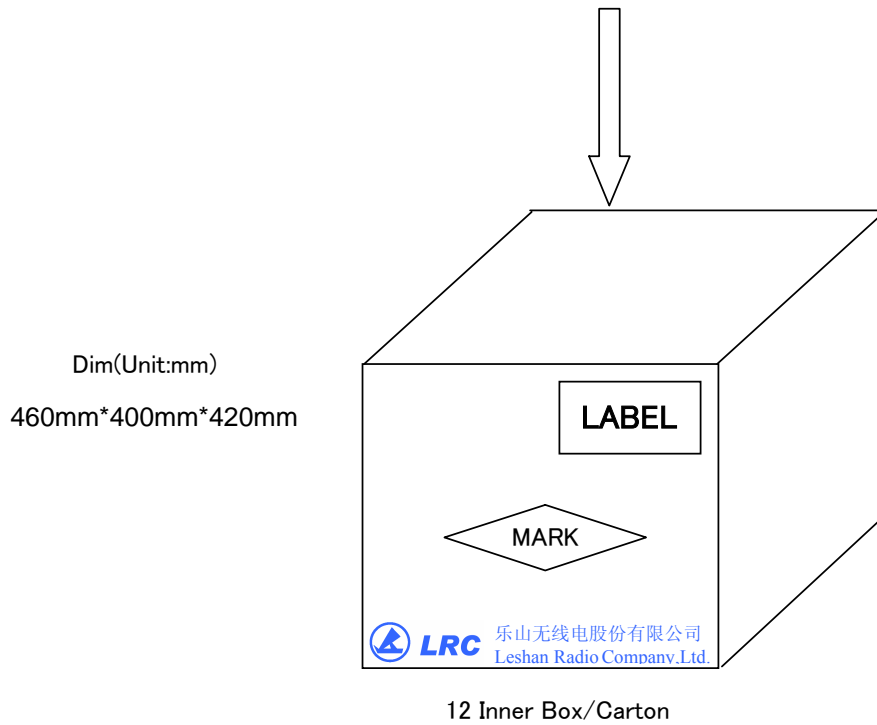 Dim(Unit:mm)
460mm*400mm*420mm
LABEL
MARK
LRC
乐山无线电股份有限公司
Leshan Radio Company,Ltd.
12 Inner Box/Carton